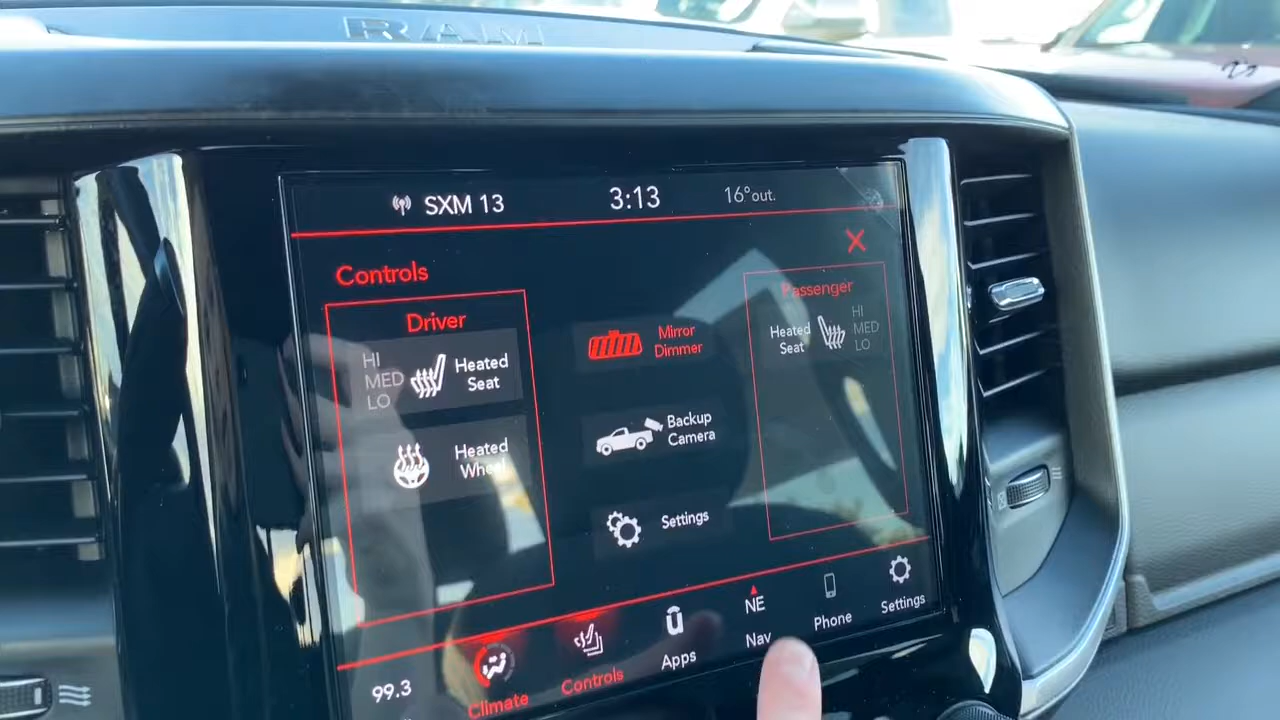 RAM
SXM 13
3:13
16° out.
Controls
Driver
HI
MED
LO
Heated
Seat
Heated
Wheel
Mirror
Dimmer
Backup
Camera
Settings
Passenger
Heated
Seat
HI
MED
LO
99.3
Climate
Controls
Apps
NE
Nav
Phone
Settings